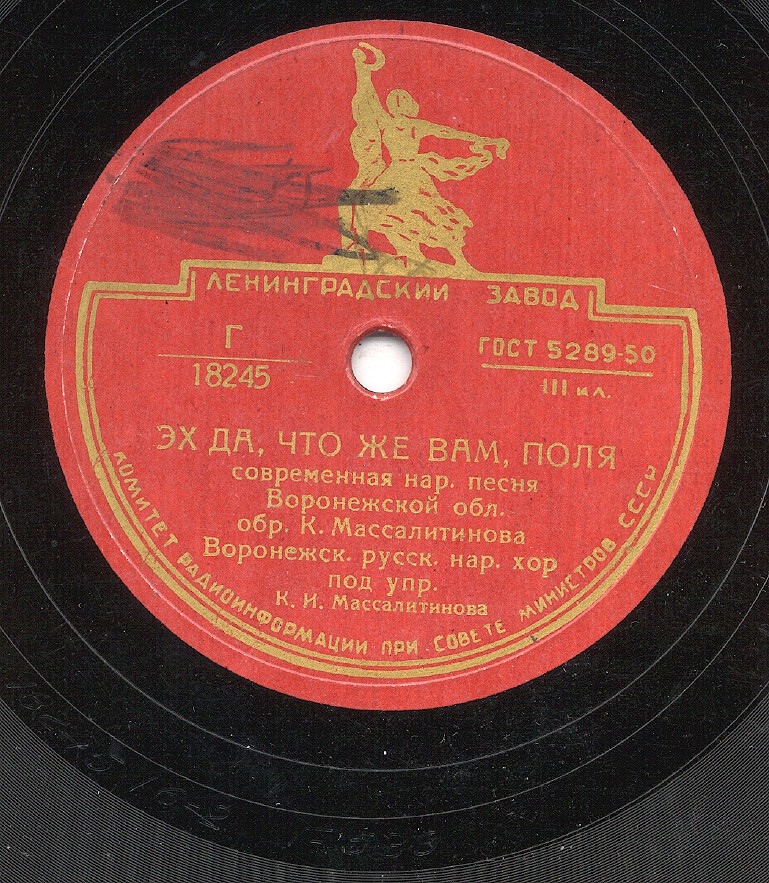 ЛЕНИНГРАДСКИЙ ЗАВОД
Г
18245
ГОСТ 5289-50
III кл.
ЭХ ДА, ЧТО ЖЕ ВАМ, ПОЛЯ
современная нар. песня
Воронежской обл.
обр. К. Массалитинова
Воронежск. русск. нар. хор
под упр.
К. И. Массалитинова
КОМИТЕТ РАДИОИНФОРМАЦИИ ПРИ СОВЕТЕ МИНИСТРОВ СССР